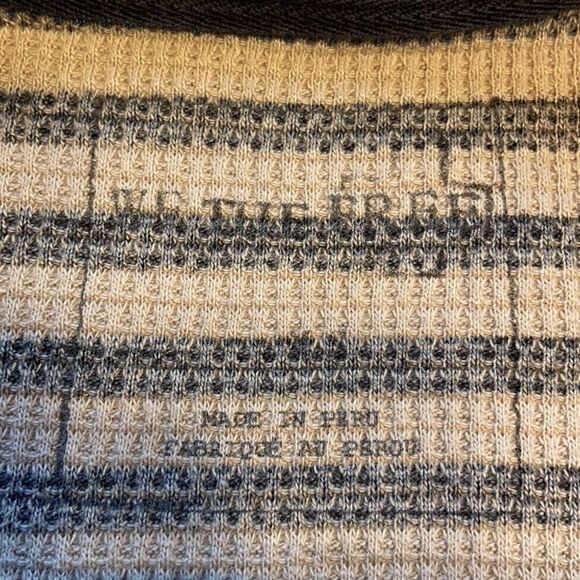 WE THE FREE
MADE IN PERU
FABRIQUÉ AU PEROU